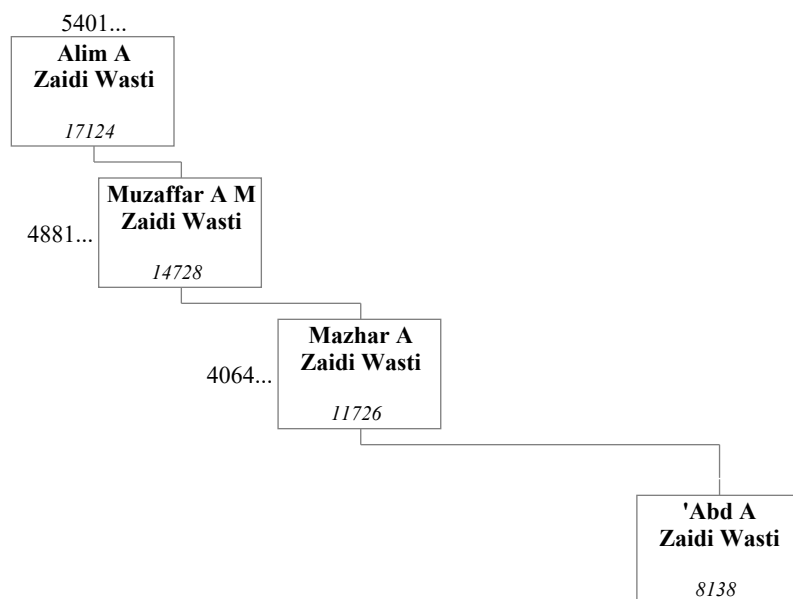 5401...
Alim A
Zaidi Wasti
17124
Muzaffar A M
Zaidi Wasti
4881...
14728
Mazhar A
Zaidi Wasti
4064...
11726
'Abd A
Zaidi Wasti
8138